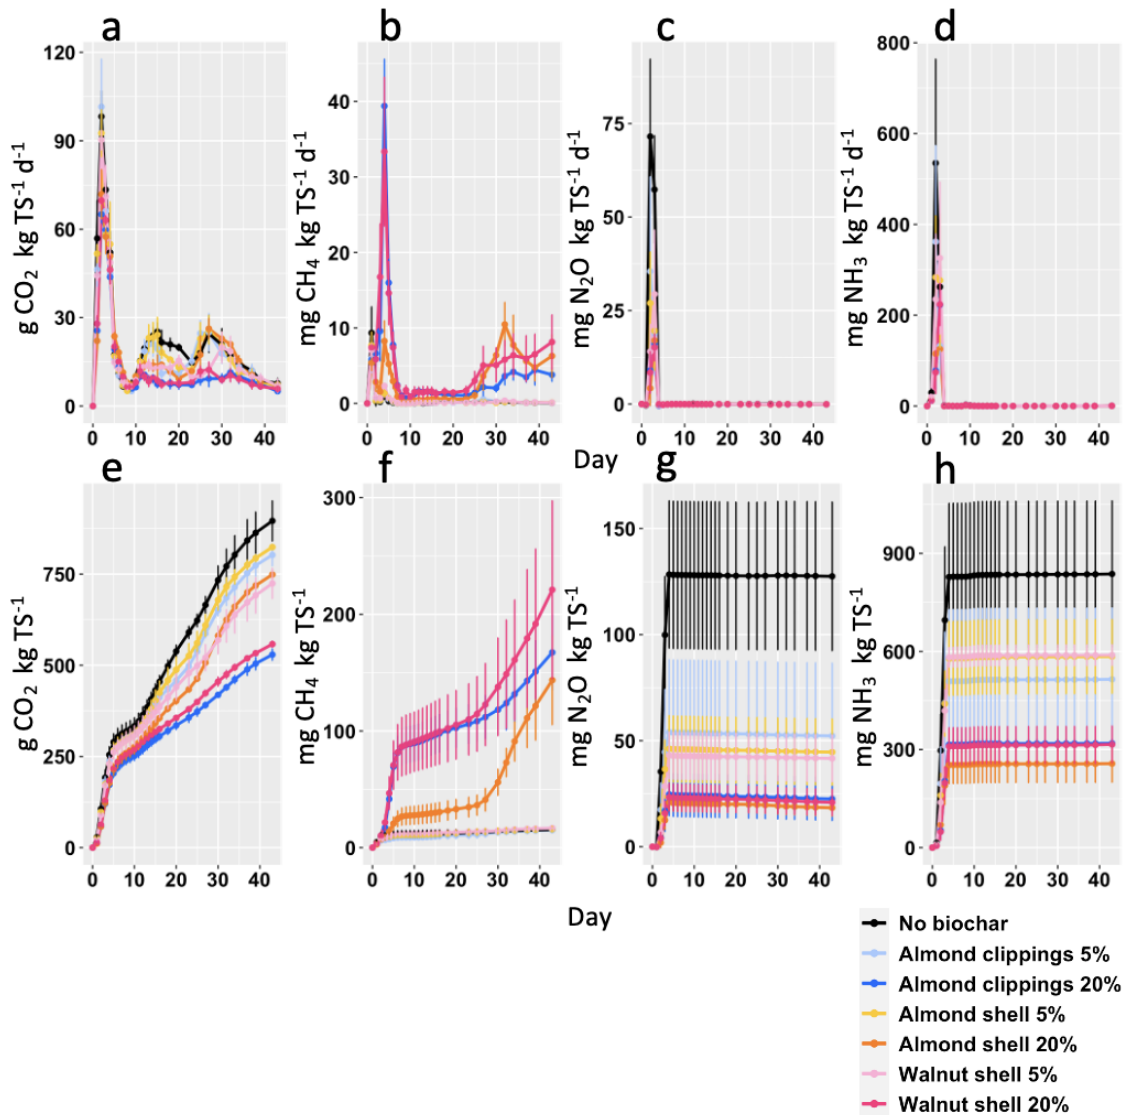 a b c d
120
90
60
30
0
g CO2 kg TS-1 d-1
0 10 20 30 40
40
30
20
10
0
mg CH4 kg TS-1 d-1
0 10 20 30 40
75
50
25
0
mg N2O kg TS-1 d-1
0 10 20 30 40
800
600
400
200
0
mg NH3 kg TS-1 d-1
0 10 20 30 40
Day
e f g h
750
500
250
0
g CO2 kg TS-1
0 10 20 30 40
300
200
100
0
mg CH4 kg TS-1
0 10 20 30 40
150
100
50
0
mg N2O kg TS-1
0 10 20 30 40
900
600
300
0
mg NH3 kg TS-1
0 10 20 30 40
Day
No biochar
Almond clippings 5%
Almond clippings 20%
Almond shell 5%
Almond shell 20%
Walnut shell 5%
Walnut shell 20%